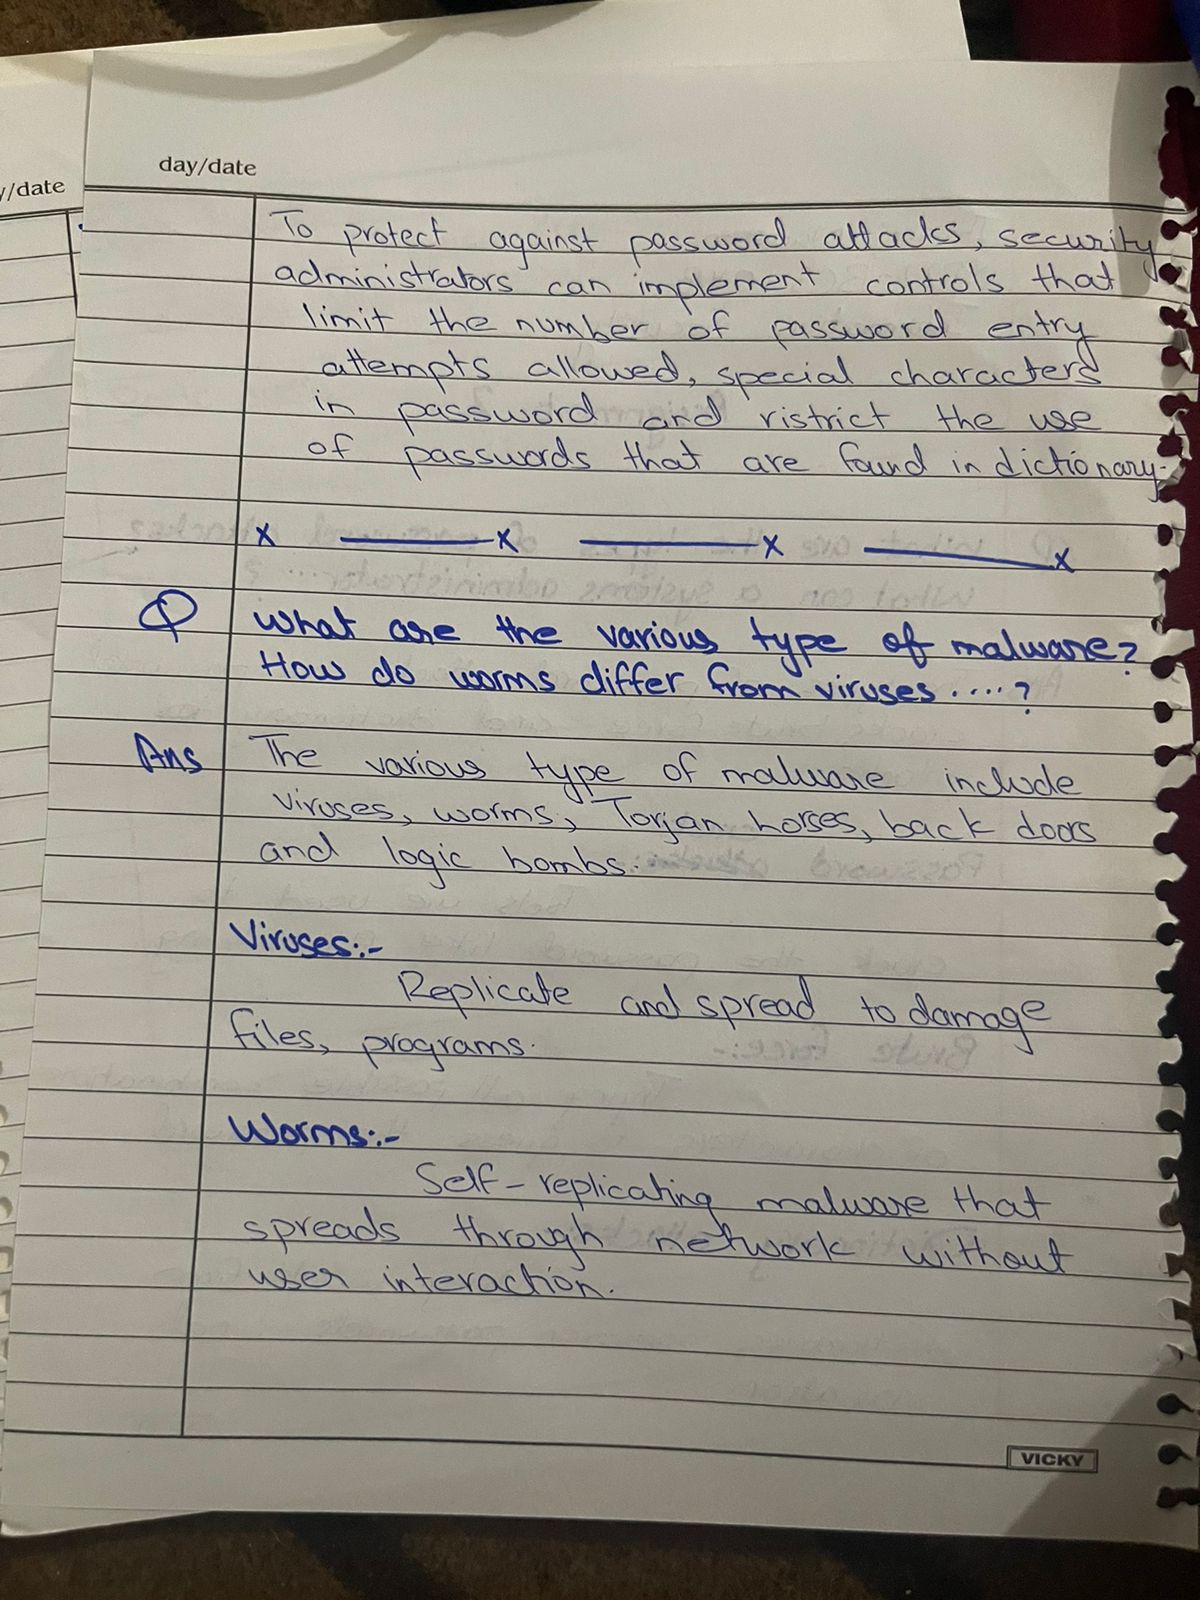 day/date
y/date
To protect against password attacks, security
administrators can implement controls that
limit the number of password entry
attempts allowed, special characters
in password and ristrict the use
of passwords that are found in dictionary.
x x x x
Q What are the various type of malware?
How do worms differ from viruses.....?
Ans The various type of malware include
viruses, worms, Torjan horses, back doors
and logic bombs.
Viruses:-
Replicate and spread to damage
files, programs.
Worms:-
Self-replicating malware that
spreads through network without
user interaction.
VICKY